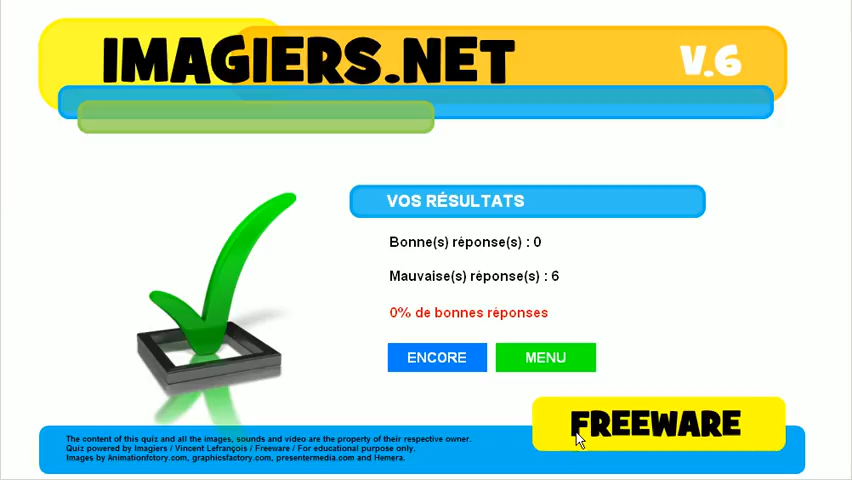 IMAGIERS.NET
V.6
VOS RÉSULTATS
Bonne(s) réponse(s) : 0
Mauvaise(s) réponse(s) : 6
0% de bonnes réponses
ENCORE
MENU
FREEWARE
The content of this quiz and all the images, sounds and video are the property of their respective owner.
Quiz powered by Imagiers / Vincent Lefrançois / Freeware / For educational purpose only.
Images by Animationfctory.com, graphicsfactory.com, presentermedia.com and Hemera.